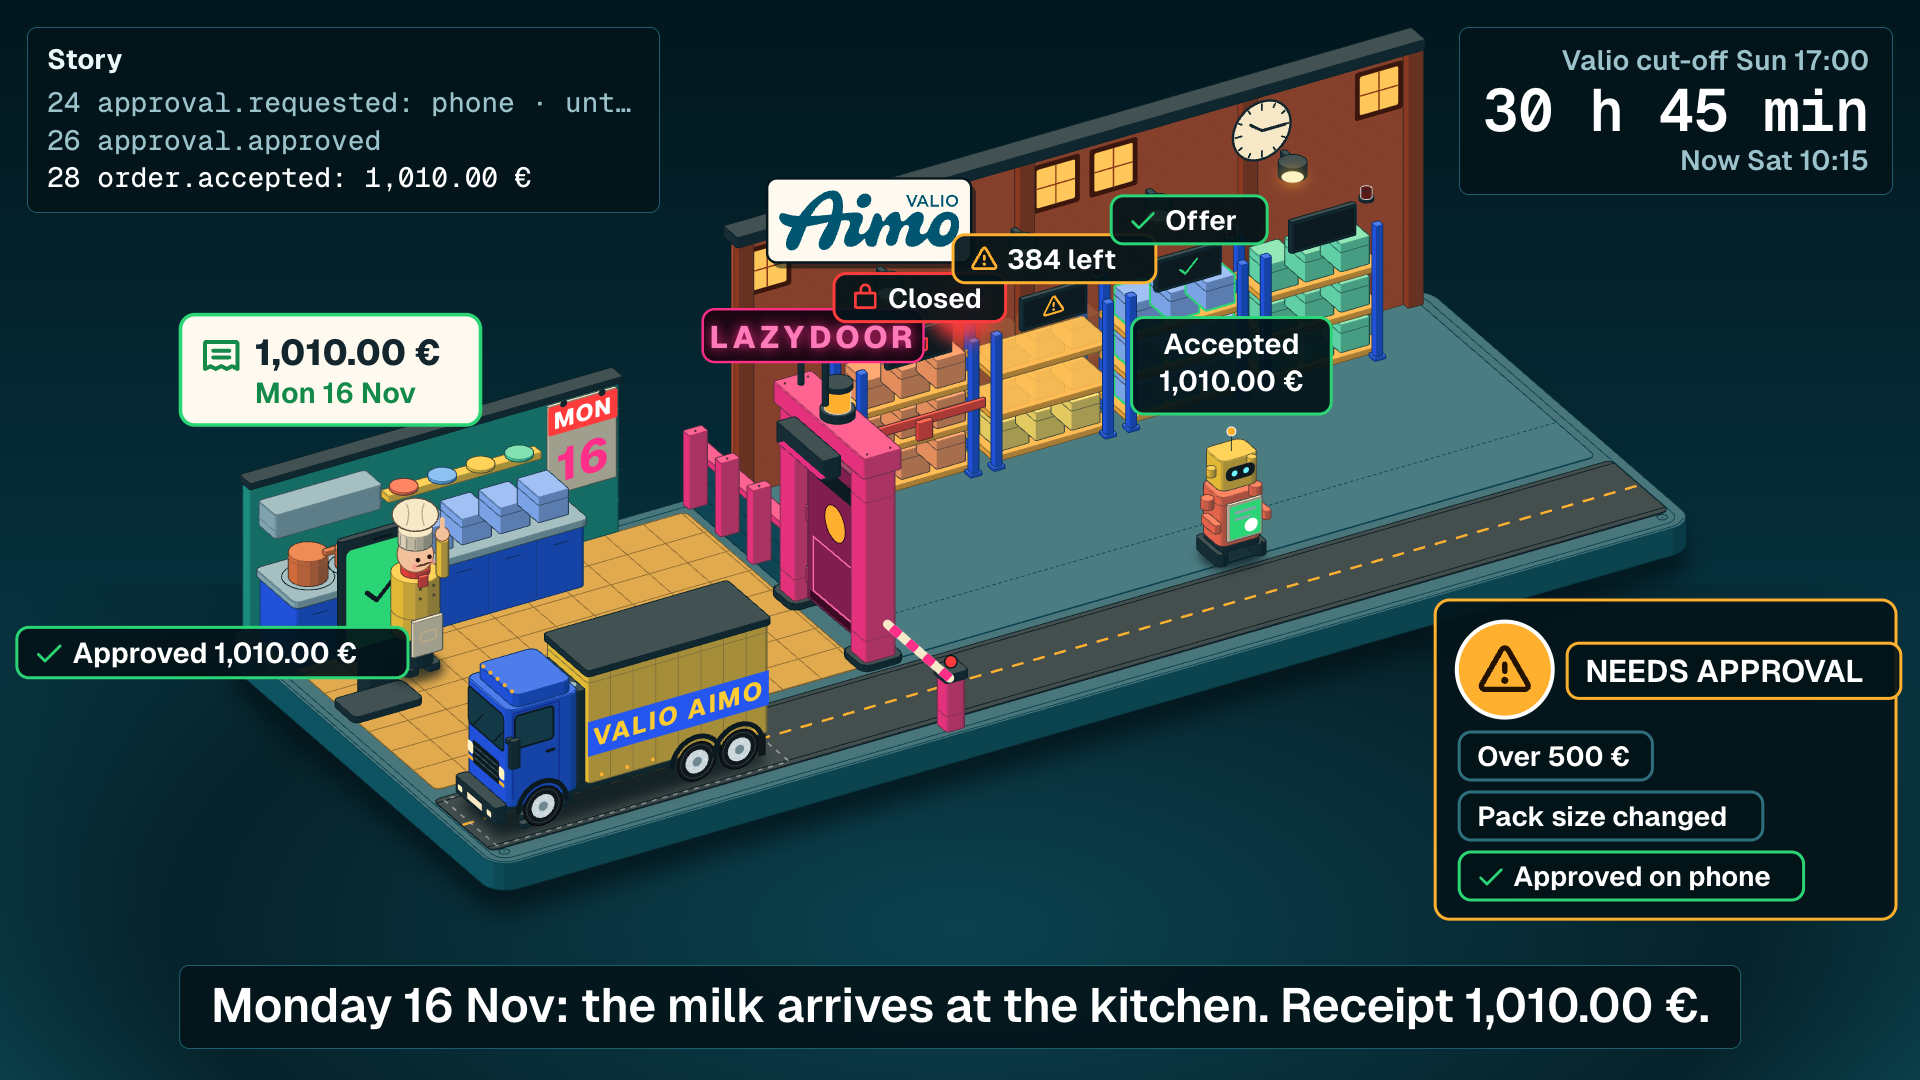 Story
24 approval.requested: phone · unt…
26 approval.approved
28 order.accepted: 1,010.00 €
Valio cut-off Sun 17:00
30 h 45 min
Now Sat 10:15
VALIO
Aimo
Offer
384 left
Closed
LAZYDOOR
Accepted
1,010.00 €
1,010.00 €
Mon 16 Nov
MON
16
Approved 1,010.00 €
VALIO AIMO
NEEDS APPROVAL
Over 500 €
Pack size changed
Approved on phone
Monday 16 Nov: the milk arrives at the kitchen. Receipt 1,010.00 €.